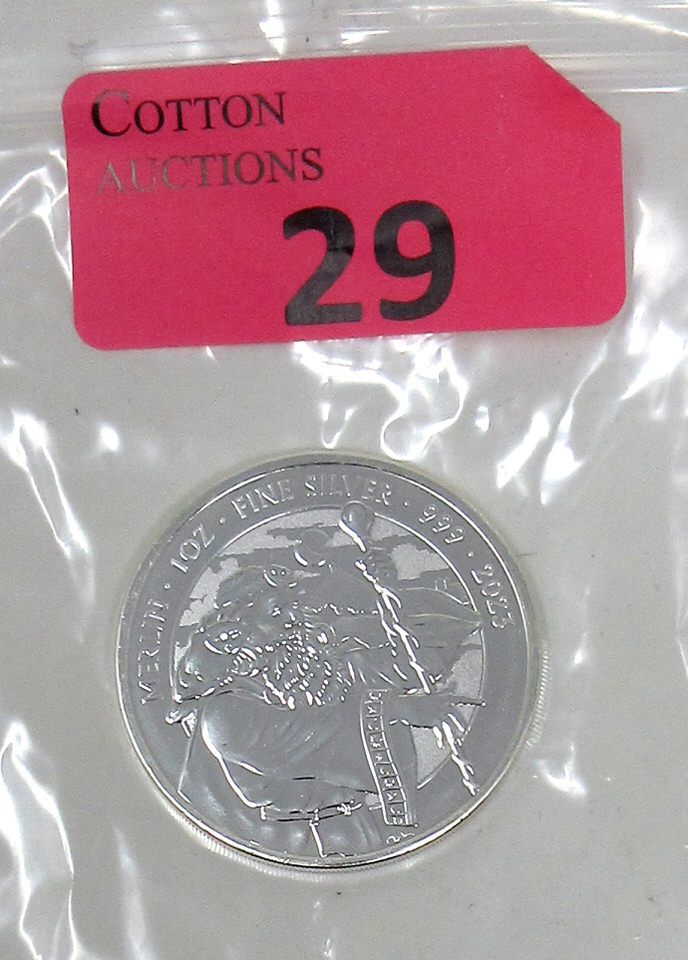 COTTON
AUCTIONS
29
MERLIN · 1OZ · FINE SILVER · 999 · 2023